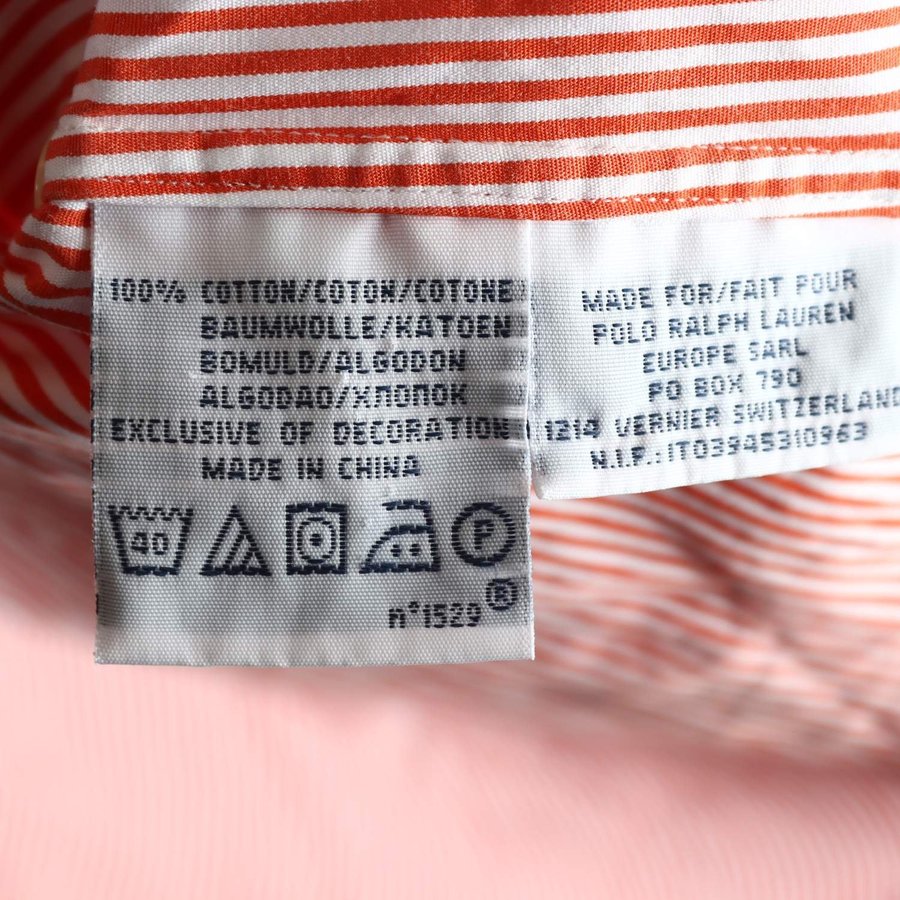 100% COTTON/COTON/COTONE
BAUMWOLLE/KATOEN
BOMULD/ALGODON
ALGODAO/ХЛОПОК
EXCLUSIVE OF DECORATION
MADE IN CHINA
40
P
n°1529 ®
MADE FOR/FAIT POUR
POLO RALPH LAUREN
EUROPE SARL
PO BOX 790
1214 VERNIER SWITZERLAND
N.I.F.: IT03945310963